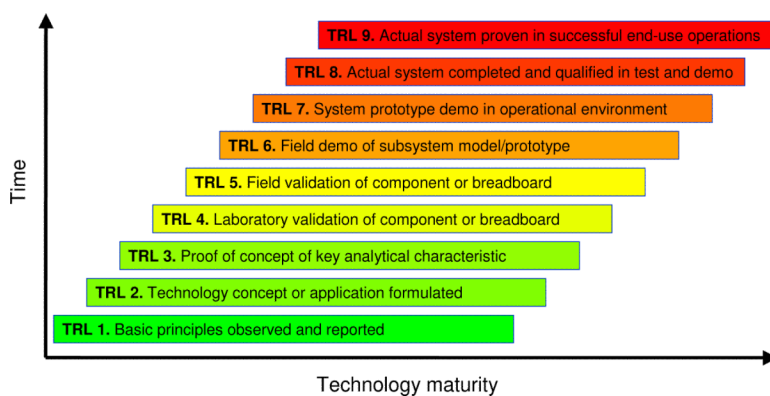 TRL 9. Actual system proven in successful end-use operations
TRL 8. Actual system completed and qualified in test and demo
TRL 7. System prototype demo in operational environment
TRL 6. Field demo of subsystem model/prototype
TRL 5. Field validation of component or breadboard
TRL 4. Laboratory validation of component or breadboard
TRL 3. Proof of concept of key analytical characteristic
TRL 2. Technology concept or application formulated
TRL 1. Basic principles observed and reported
Time
Technology maturity